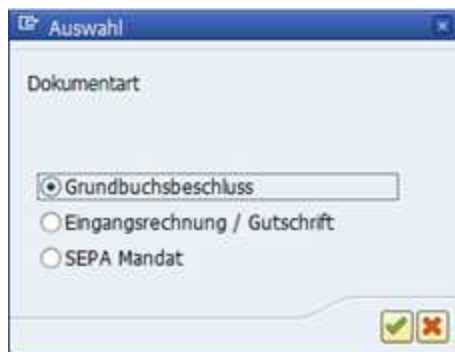 Auswahl
Dokumentart
Grundbuchsbeschluss
Eingangsrechnung / Gutschrift
SEPA Mandat